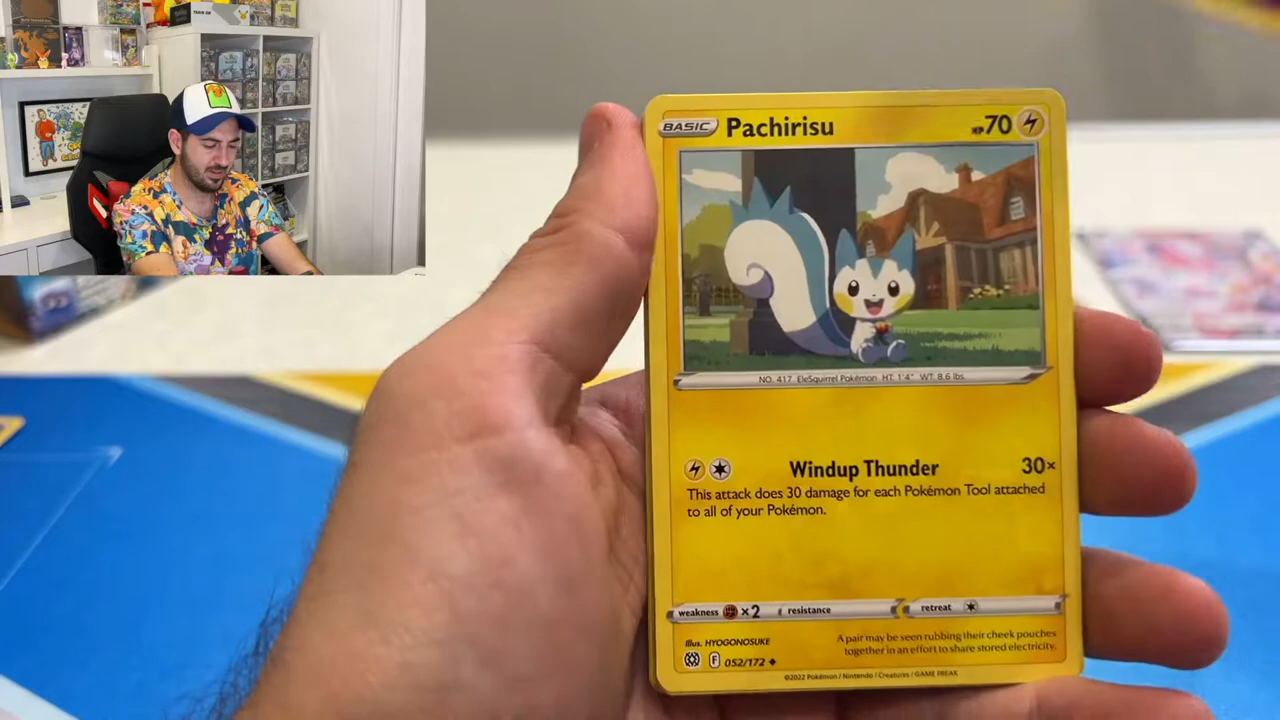 BASIC Pachirisu HP70
NO. 417 EleSquirrel Pokémon HT: 1'4" WT: 8.6 lbs.
Windup Thunder 30×
This attack does 30 damage for each Pokémon Tool attached
to all of your Pokémon.
weakness ×2 resistance retreat
Illus. HYOGONOSUKE
A pair may be seen rubbing their cheek pouches
together in an effort to share stored electricity.
F 052/172
©2022 Pokémon / Nintendo / Creatures / GAME FREAK